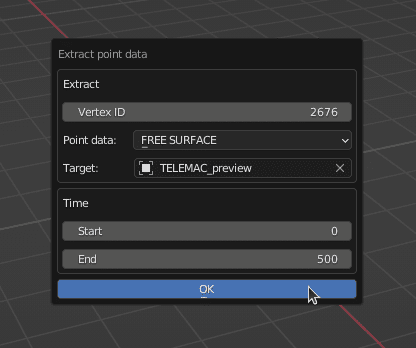 Extract point data
Extract
Vertex ID 2676
Point data: FREE SURFACE
Target: TELEMAC_preview
Time
Start 0
End 500
OK